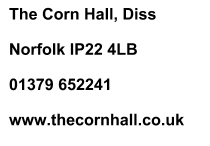 The Corn Hall, Diss
Norfolk IP22 4LB
01379 652241
www.thecornhall.co.uk